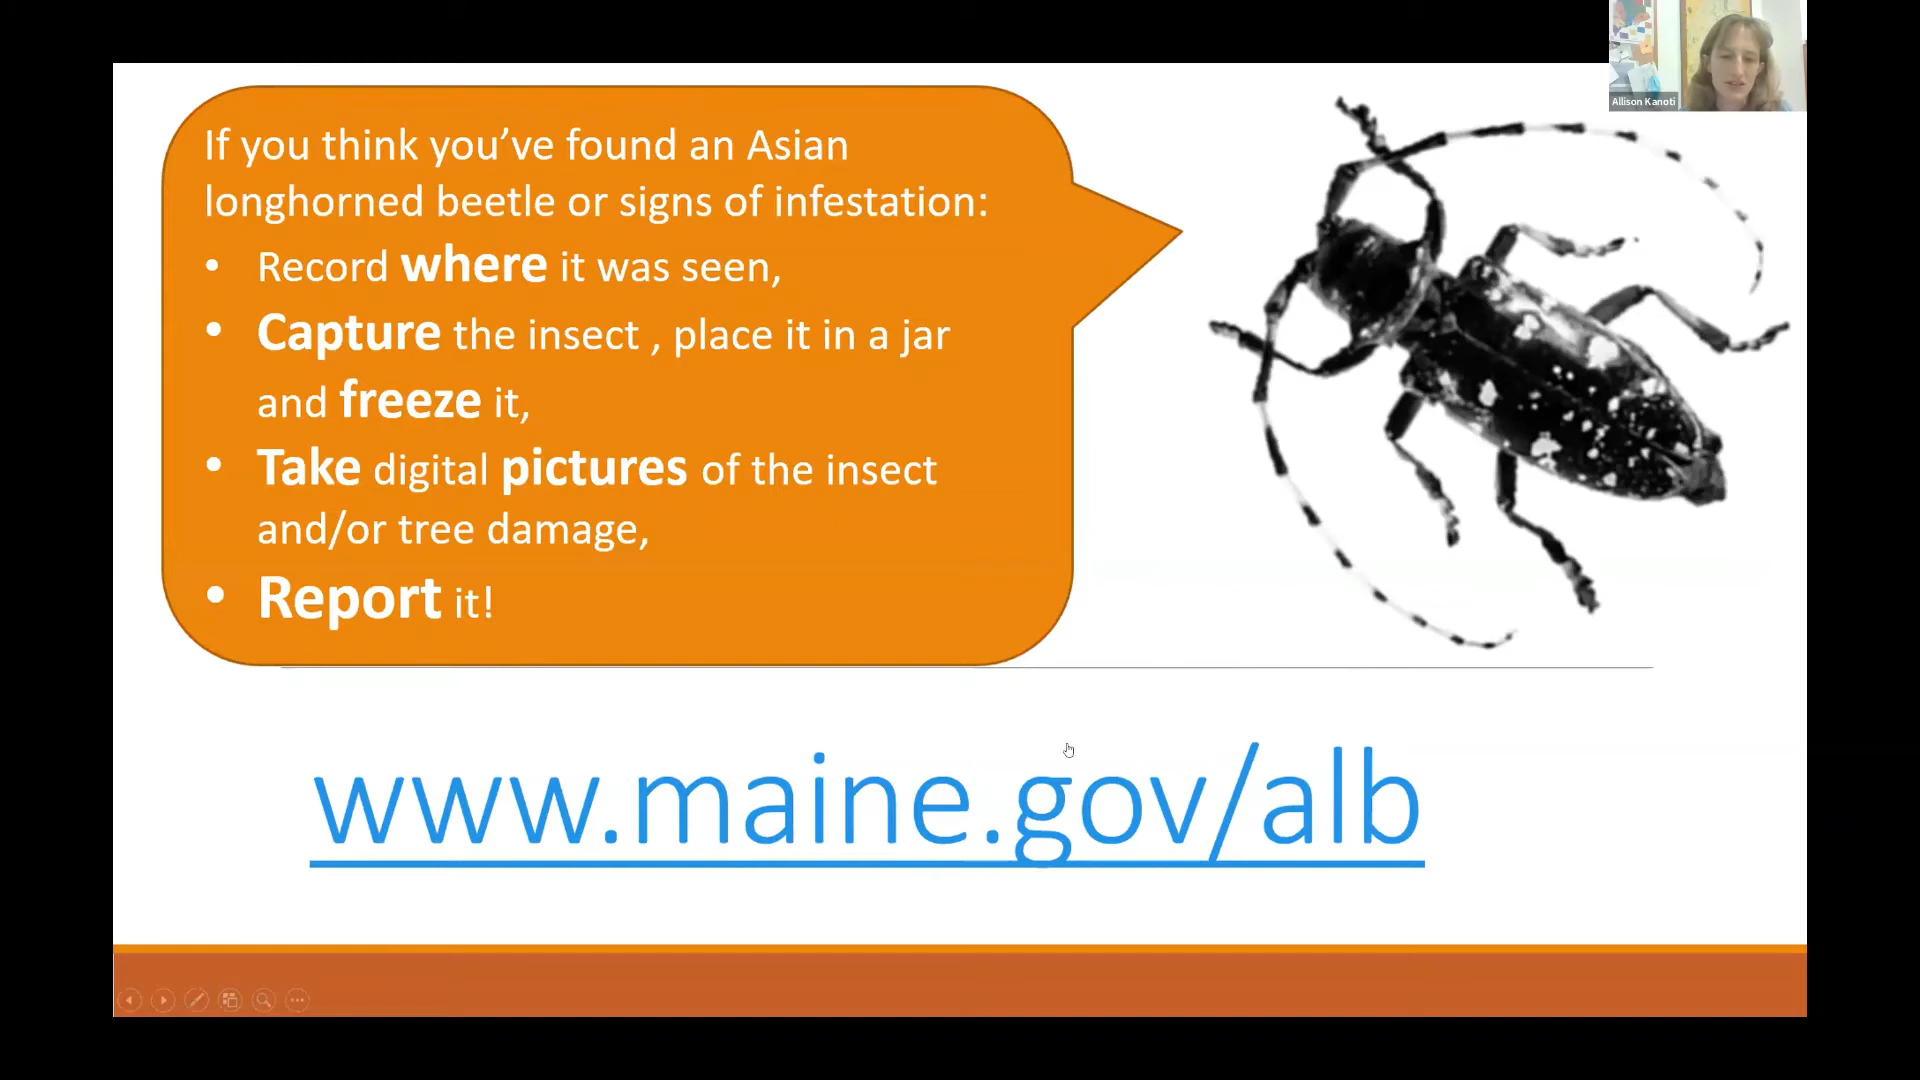 Allison Kanoti
If you think you’ve found an Asian
longhorned beetle or signs of infestation:
• Record where it was seen,
• Capture the insect , place it in a jar
and freeze it,
• Take digital pictures of the insect
and/or tree damage,
• Report it!
www.maine.gov/alb